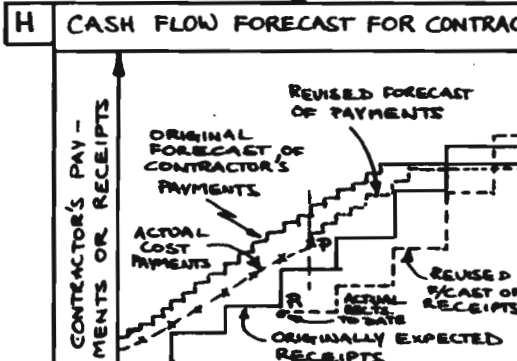 H
CASH FLOW FORECAST FOR CONTRAC
CONTRACTOR'S PAY-
MENTS OR RECEIPTS
REVISED FORECAST
OF PAYMENTS
ORIGINAL
FORECAST OF
CONTRACTOR'S
PAYMENTS
ACTUAL
COST
PAYMENTS
P
R
ACTUAL
RECTS.
TO DATE
REVISED
F/CAST OF
RECEIPTS
ORIGINALLY EXPECTED
RECEIPTS